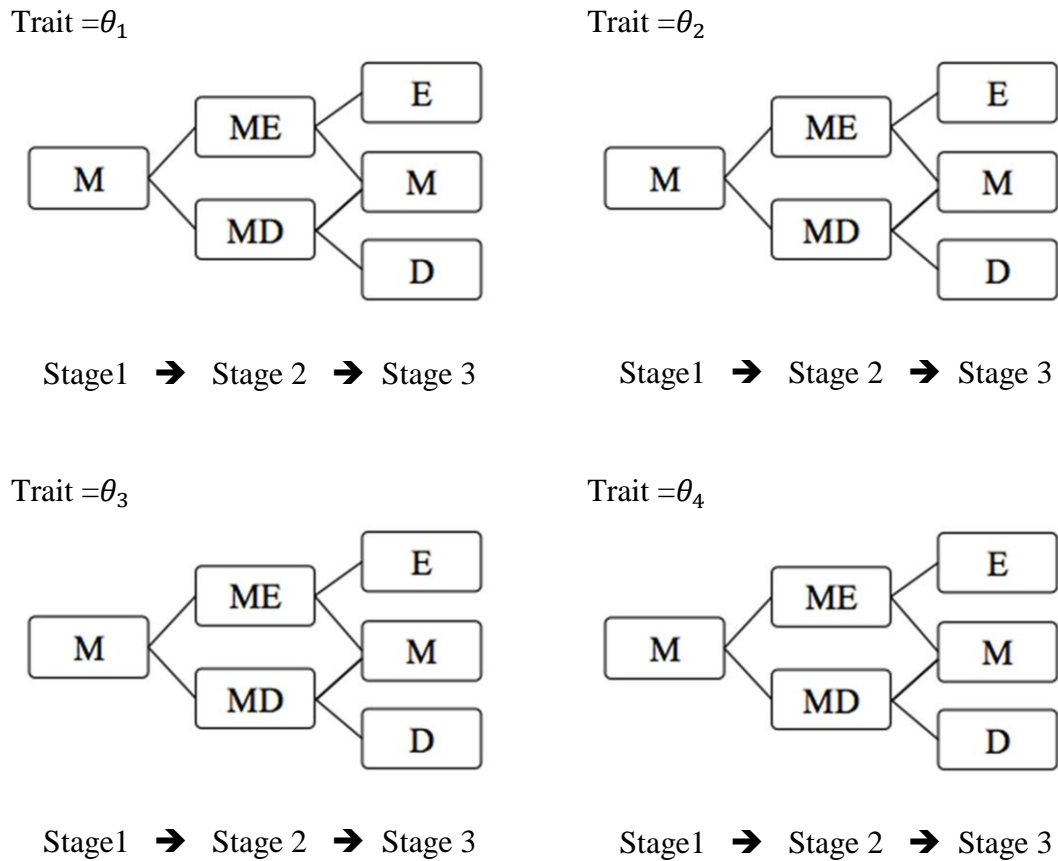 Trait =θ₁
E
ME
M
M
MD
D
Stage1 🡺 Stage 2 🡺 Stage 3
Trait =θ₂
E
ME
M
M
MD
D
Stage1 🡺 Stage 2 🡺 Stage 3
Trait =θ₃
E
ME
M
M
MD
D
Stage1 🡺 Stage 2 🡺 Stage 3
Trait =θ₄
E
ME
M
M
MD
D
Stage1 🡺 Stage 2 🡺 Stage 3